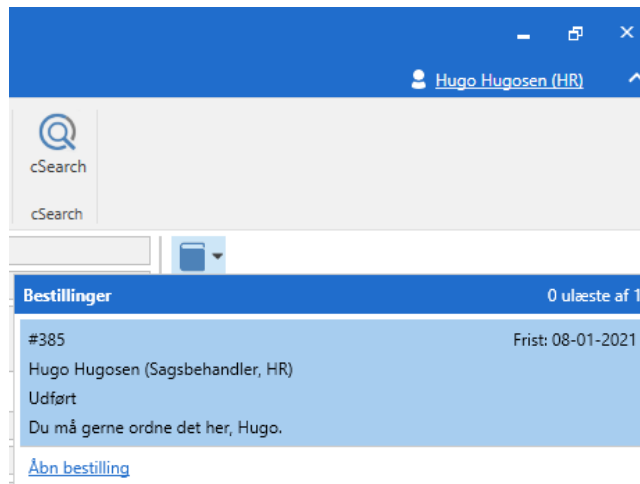 Hugo Hugosen (HR)
cSearch
cSearch
Bestillinger 0 ulæste af 1
#385 Frist: 08-01-2021
Hugo Hugosen (Sagsbehandler, HR)
Udført
Du må gerne ordne det her, Hugo.
Åbn bestilling